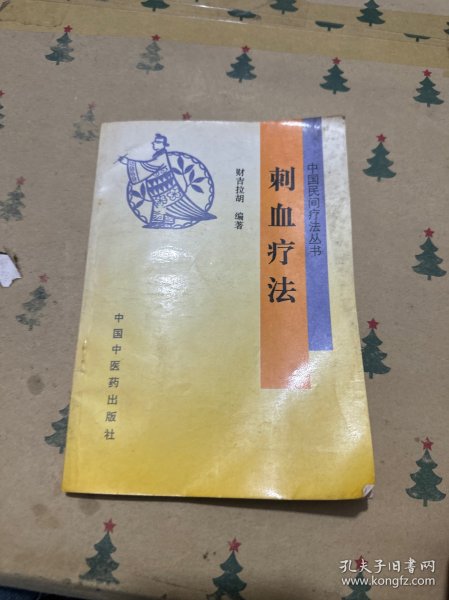 中国民间疗法丛书
刺血疗法
财吉拉胡 编著
中国中医药出版社
孔夫子旧书网
www.kongfz.com